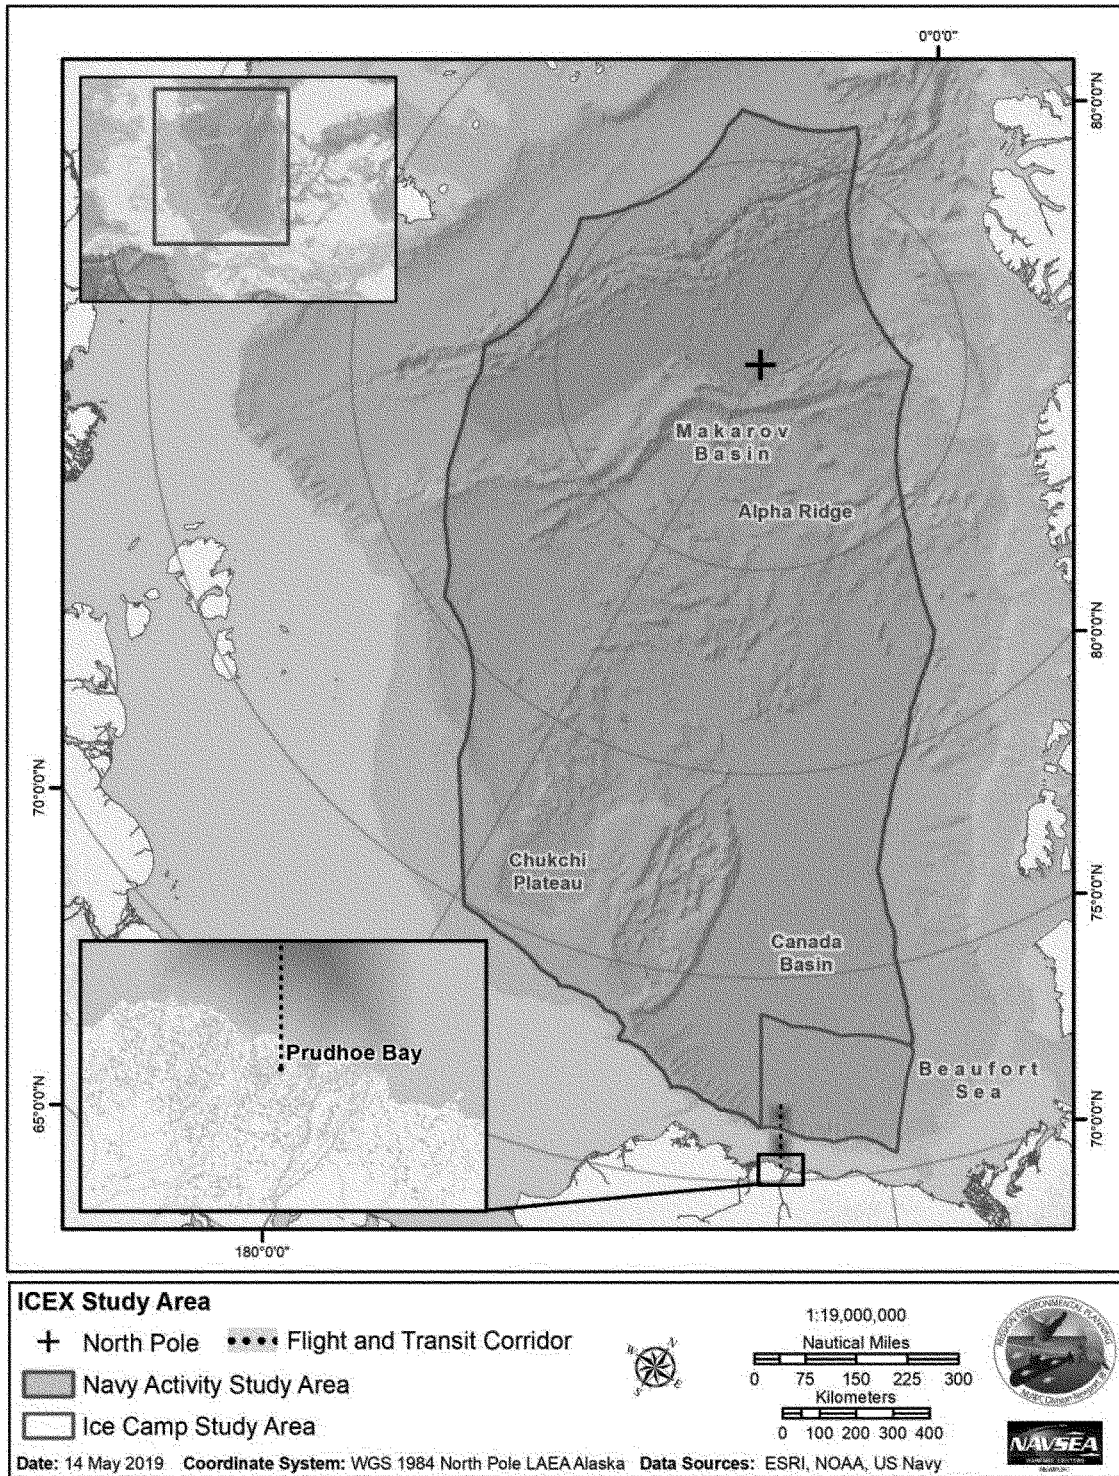 0°0'0"
80°0'0"N
Makarov
Basin
Alpha Ridge
80°0'0"N
70°0'0"N
Chukchi
Plateau
75°0'0"N
Canada
Basin
Prudhoe Bay
Beaufort
Sea
65°0'0"N
70°0'0"N
180°0'0"
ICEX Study Area
North Pole
Flight and Transit Corridor
Navy Activity Study Area
Ice Camp Study Area
N
W
E
S
1:19,000,000
Nautical Miles
0 75 150 225 300
Kilometers
0 100 200 300 400
NAVSEA
Date: 14 May 2019 Coordinate System: WGS 1984 North Pole LAEA Alaska Data Sources: ESRI, NOAA, US Navy